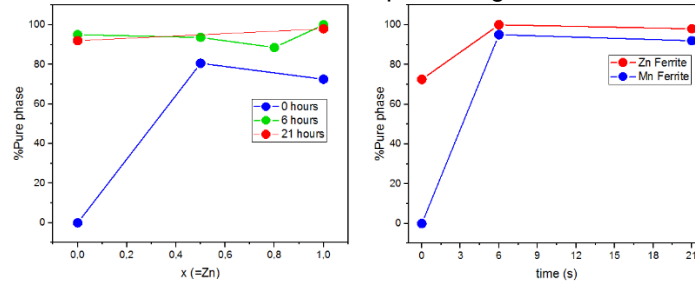 %Pure phase
100
80
60
40
20
0
0 hours
6 hours
21 hours
0,0
0,2
0,4
0,6
0,8
1,0
x (=Zn)
%Pure phase
100
80
60
40
20
0
Zn Ferrite
Mn Ferrite
0
3
6
9
12
15
18
21
time (s)